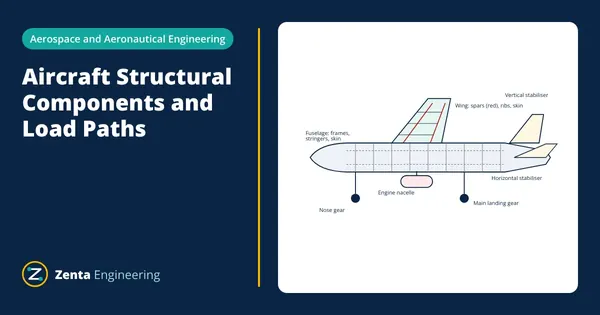 Aerospace and Aeronautical Engineering
Aircraft Structural
Components and
Load Paths
Zenta Engineering
Vertical stabiliser
Wing: spars (red), ribs, skin
Fuselage: frames,
stringers, skin
Horizontal stabiliser
Engine nacelle
Main landing gear
Nose gear